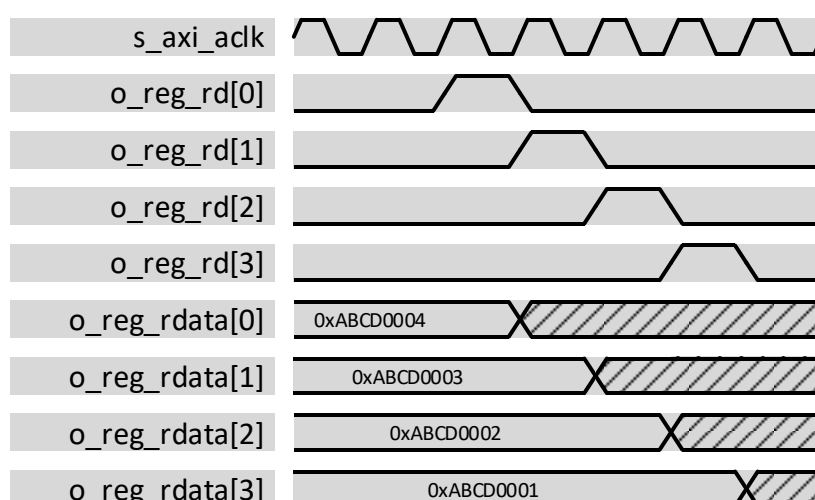 s_axi_aclk
o_reg_rd[0]
o_reg_rd[1]
o_reg_rd[2]
o_reg_rd[3]
o_reg_rdata[0] 0xABCD0004
o_reg_rdata[1] 0xABCD0003
o_reg_rdata[2] 0xABCD0002
o_reg_rdata[3] 0xABCD0001